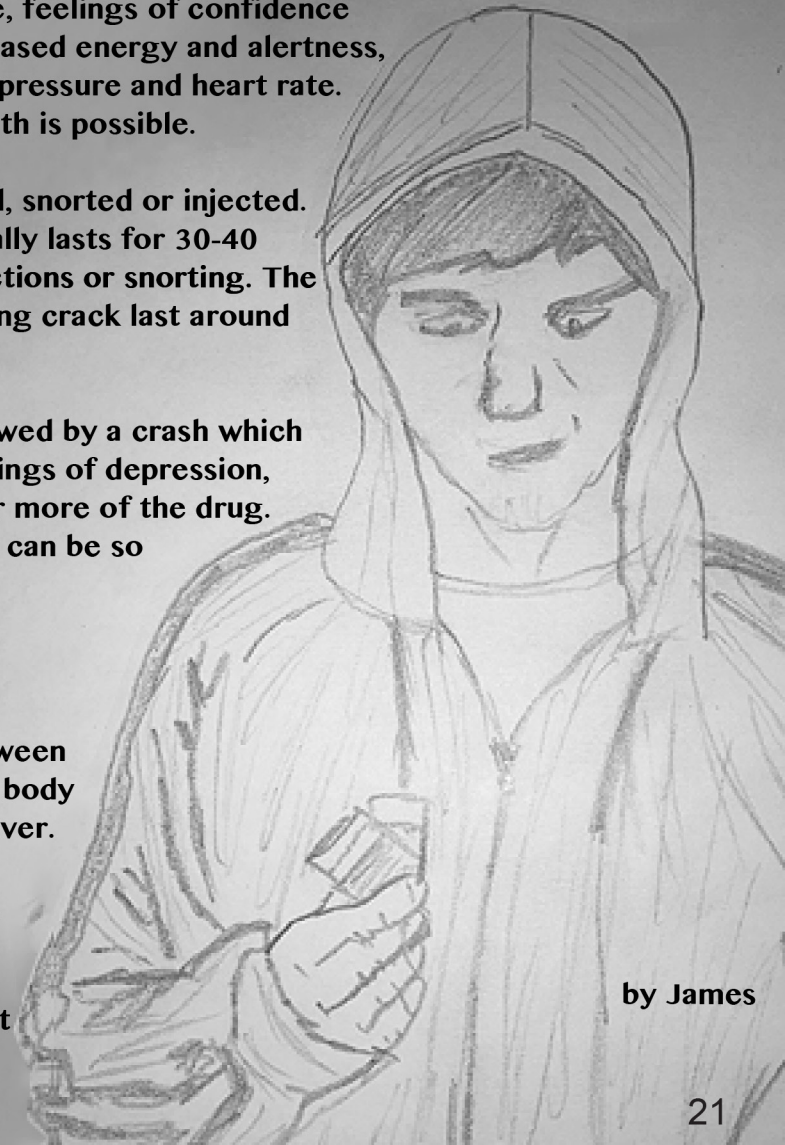 e, feelings of confidence
ased energy and alertness,
pressure and heart rate.
th is possible.
l, snorted or injected.
ally lasts for 30-40
ctions or snorting. The
ng crack last around
wed by a crash which
ings of depression,
r more of the drug.
can be so
ween
body
ver.
by James
t
21